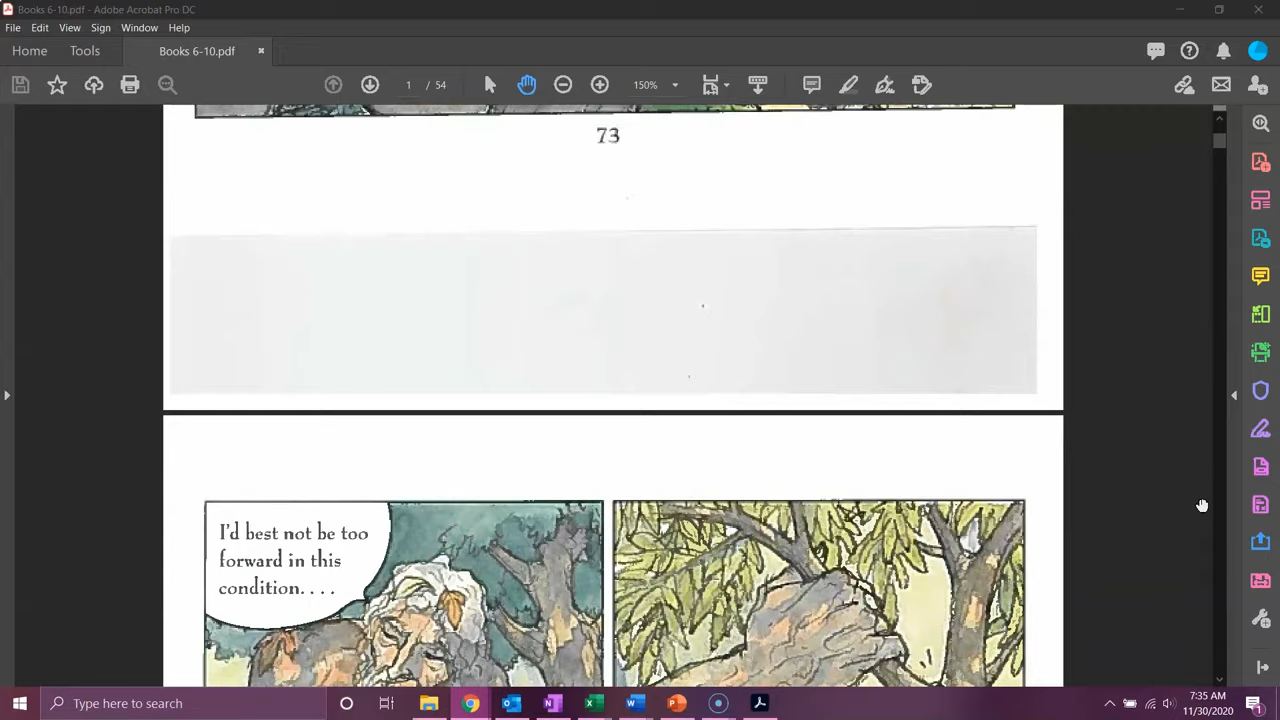 Books 6-10.pdf - Adobe Acrobat Pro DC
File Edit View Sign Window Help
Home Tools Books 6-10.pdf
1 / 54 150%
73
I'd best not be too
forward in this
condition. . . .
Type here to search
7:35 AM
11/30/2020
1